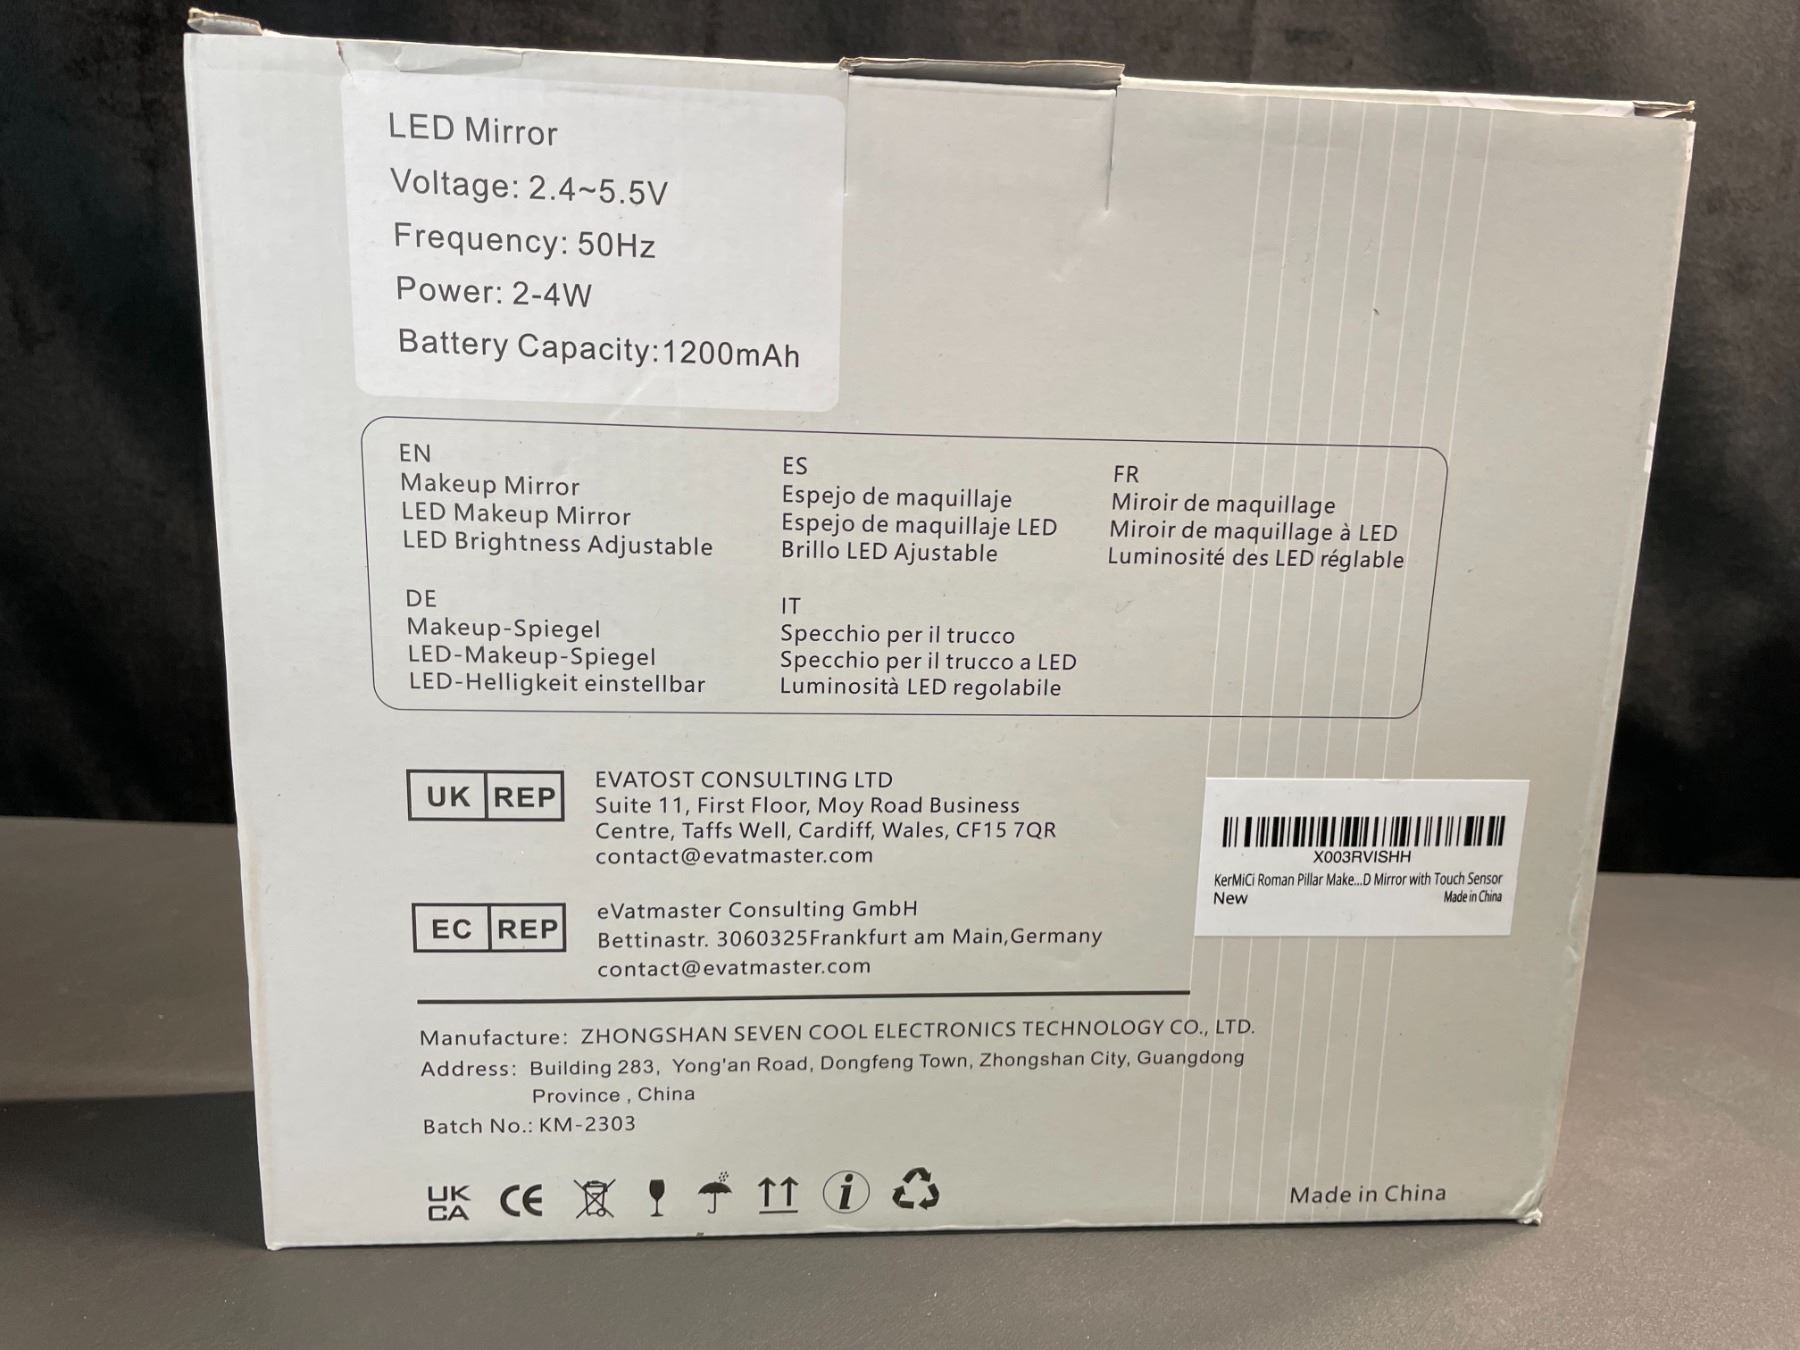 LED Mirror
Voltage: 2.4~5.5V
Frequency: 50Hz
Power: 2-4W
Battery Capacity:1200mAh
EN
Makeup Mirror
LED Makeup Mirror
LED Brightness Adjustable
ES
Espejo de maquillaje
Espejo de maquillaje LED
Brillo LED Ajustable
FR
Miroir de maquillage
Miroir de maquillage à LED
Luminosité des LED réglable
DE
Makeup-Spiegel
LED-Makeup-Spiegel
LED-Helligkeit einstellbar
IT
Specchio per il trucco
Specchio per il trucco a LED
Luminosità LED regolabile
UK REP
EVATOST CONSULTING LTD
Suite 11, First Floor, Moy Road Business
Centre, Taffs Well, Cardiff, Wales, CF15 7QR
contact@evatmaster.com
EC REP
eVatmaster Consulting GmbH
Bettinastr. 3060325Frankfurt am Main,Germany
contact@evatmaster.com
X003RVISHH
KerMiCi Roman Pillar Make...D Mirror with Touch Sensor
New
Made in China
Manufacture: ZHONGSHAN SEVEN COOL ELECTRONICS TECHNOLOGY CO., LTD.
Address: Building 283, Yong'an Road, Dongfeng Town, Zhongshan City, Guangdong
Province , China
Batch No.: KM-2303
UK
CA
CE
i
Made in China